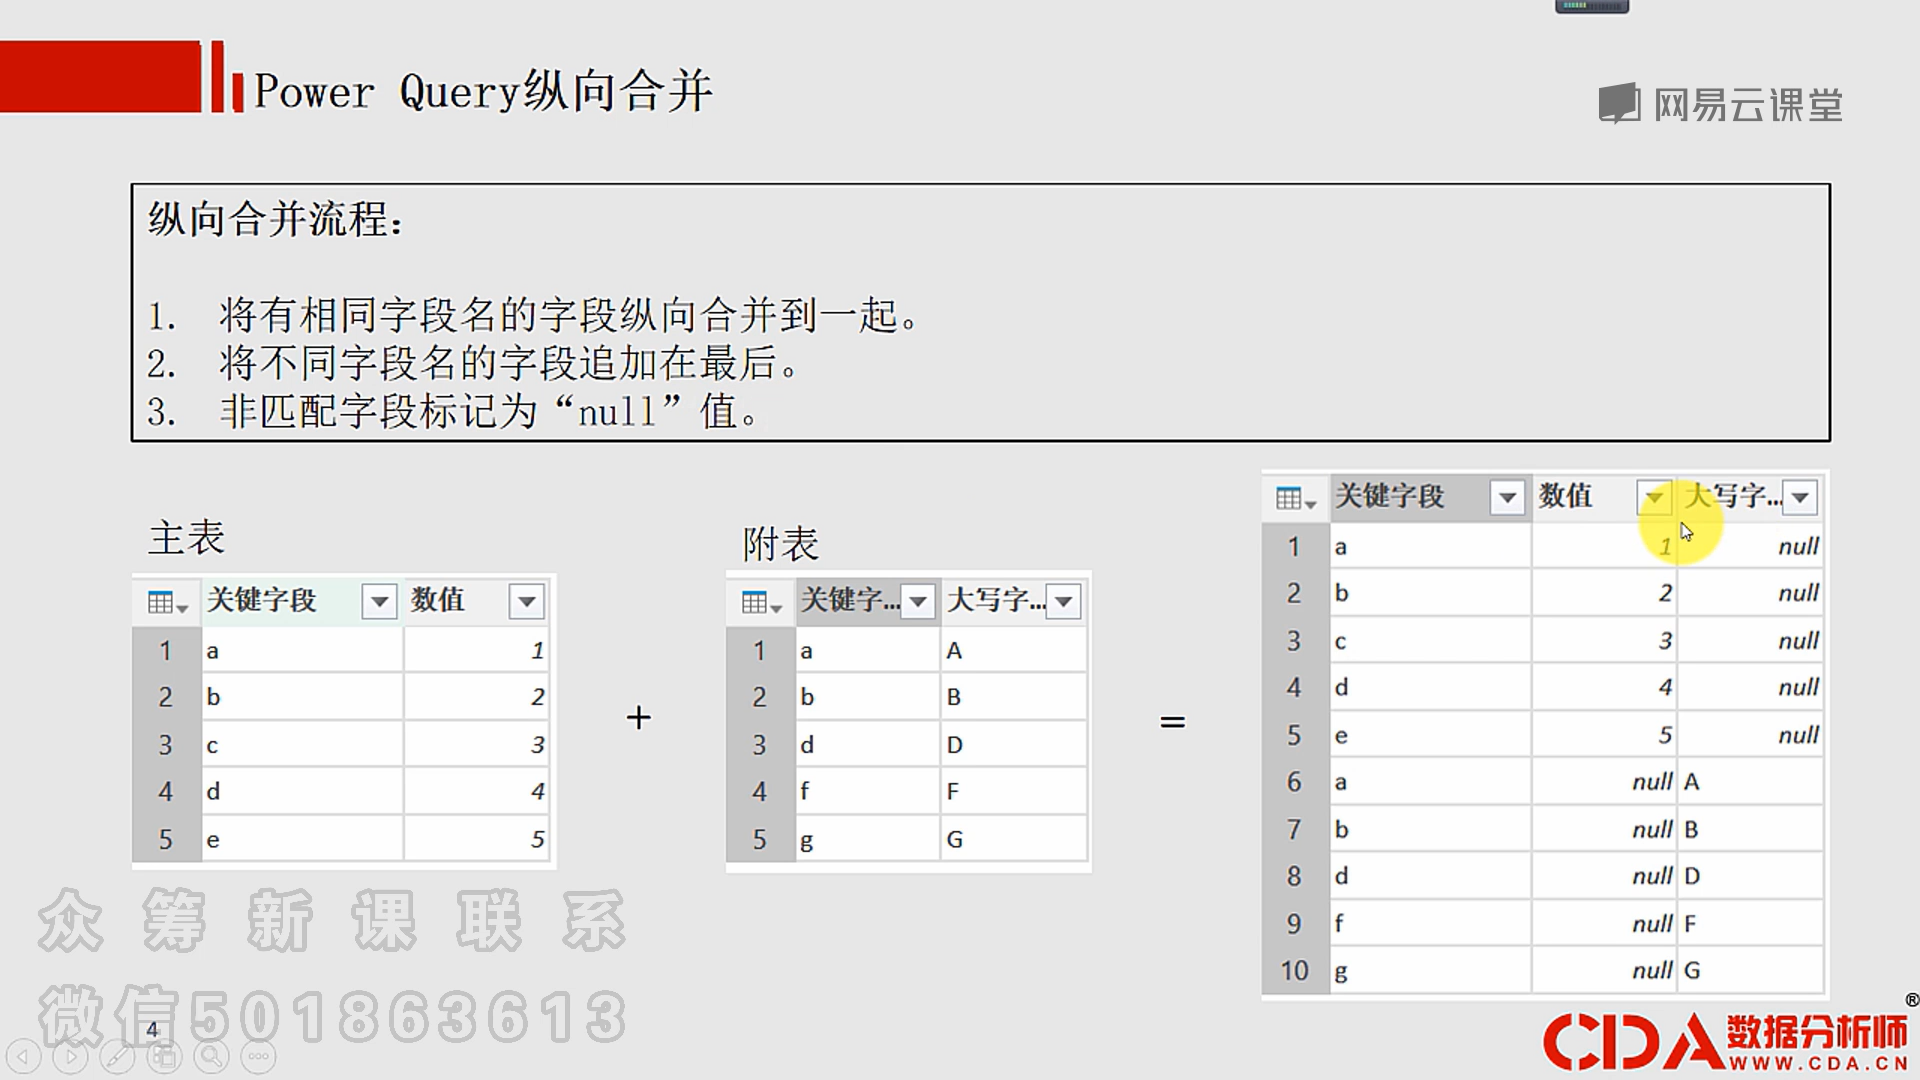 Power Query纵向合并
网易云课堂
纵向合并流程:
1. 将有相同字段名的字段纵向合并到一起。
2. 将不同字段名的字段追加在最后。
3. 非匹配字段标记为“null”值。
主表
关键字段 数值
1 a 1
2 b 2
3 c 3
4 d 4
5 e 5
+
附表
关键字... 大写字...
1 a A
2 b B
3 d D
4 f F
5 g G
=
关键字段 数值 大写字...
1 a 1 null
2 b 2 null
3 c 3 null
4 d 4 null
5 e 5 null
6 a null A
7 b null B
8 d null D
9 f null F
10 g null G
众筹新课联系
微信501863613
4
CDA数据分析师®
WWW.CDA.CN